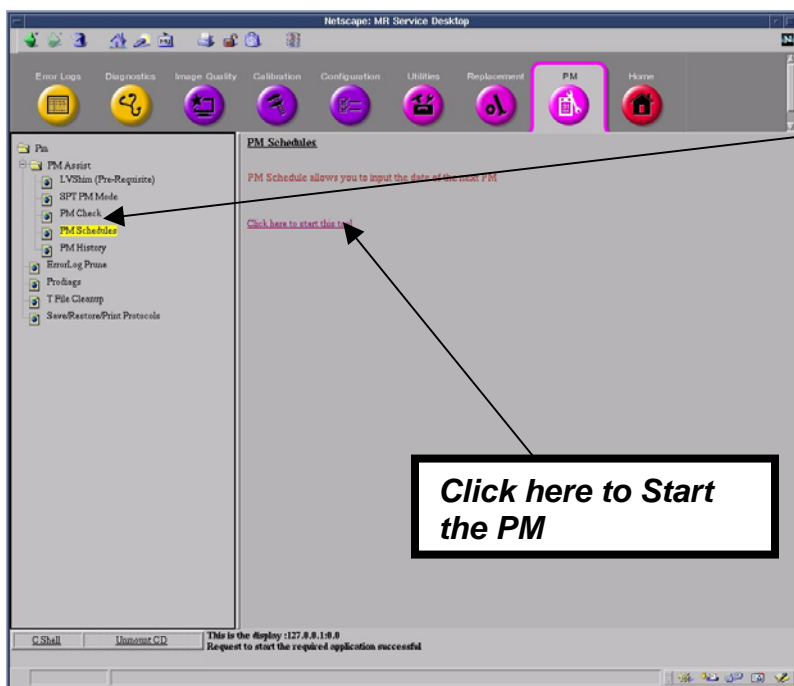 Netscape: MR Service Desktop
Error Logs Diagnostics Image Quality Calibration Configuration Utilities Replacement PM Home
Pm
PM Assist
LVShim (Pre-Requisite)
SPT PM Mode
PM Check
PM Schedules
PM History
ErrorLog Prune
Prodiags
T File Cleanup
Save/Restore/Print Protocols
PM Schedules
PM Schedule allows you to input the date of the next PM
Click here to start this tool
Click here to Start
the PM
C Shell Unmount CD
This is the display :127.0.0.1:0.0
Request to start the required application successful